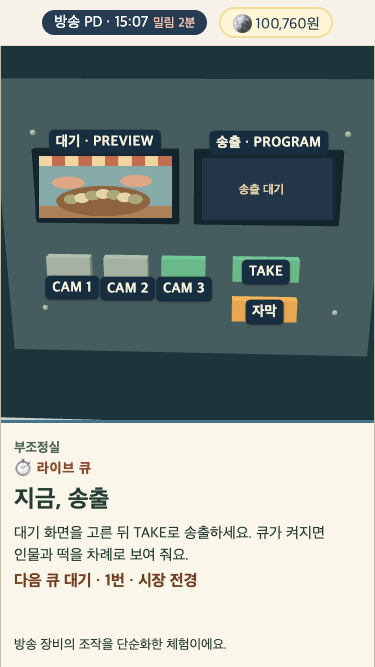 방송 PD · 15:07 밀림 2분
100,760원
대기 · PREVIEW
송출 · PROGRAM
송출 대기
CAM 1
CAM 2
CAM 3
TAKE
자막
부조정실
라이브 큐
지금, 송출
대기 화면을 고른 뒤 TAKE로 송출하세요. 큐가 켜지면
인물과 떡을 차례로 보여 줘요.
다음 큐 대기 · 1번 · 시장 전경
방송 장비의 조작을 단순화한 체험이에요.